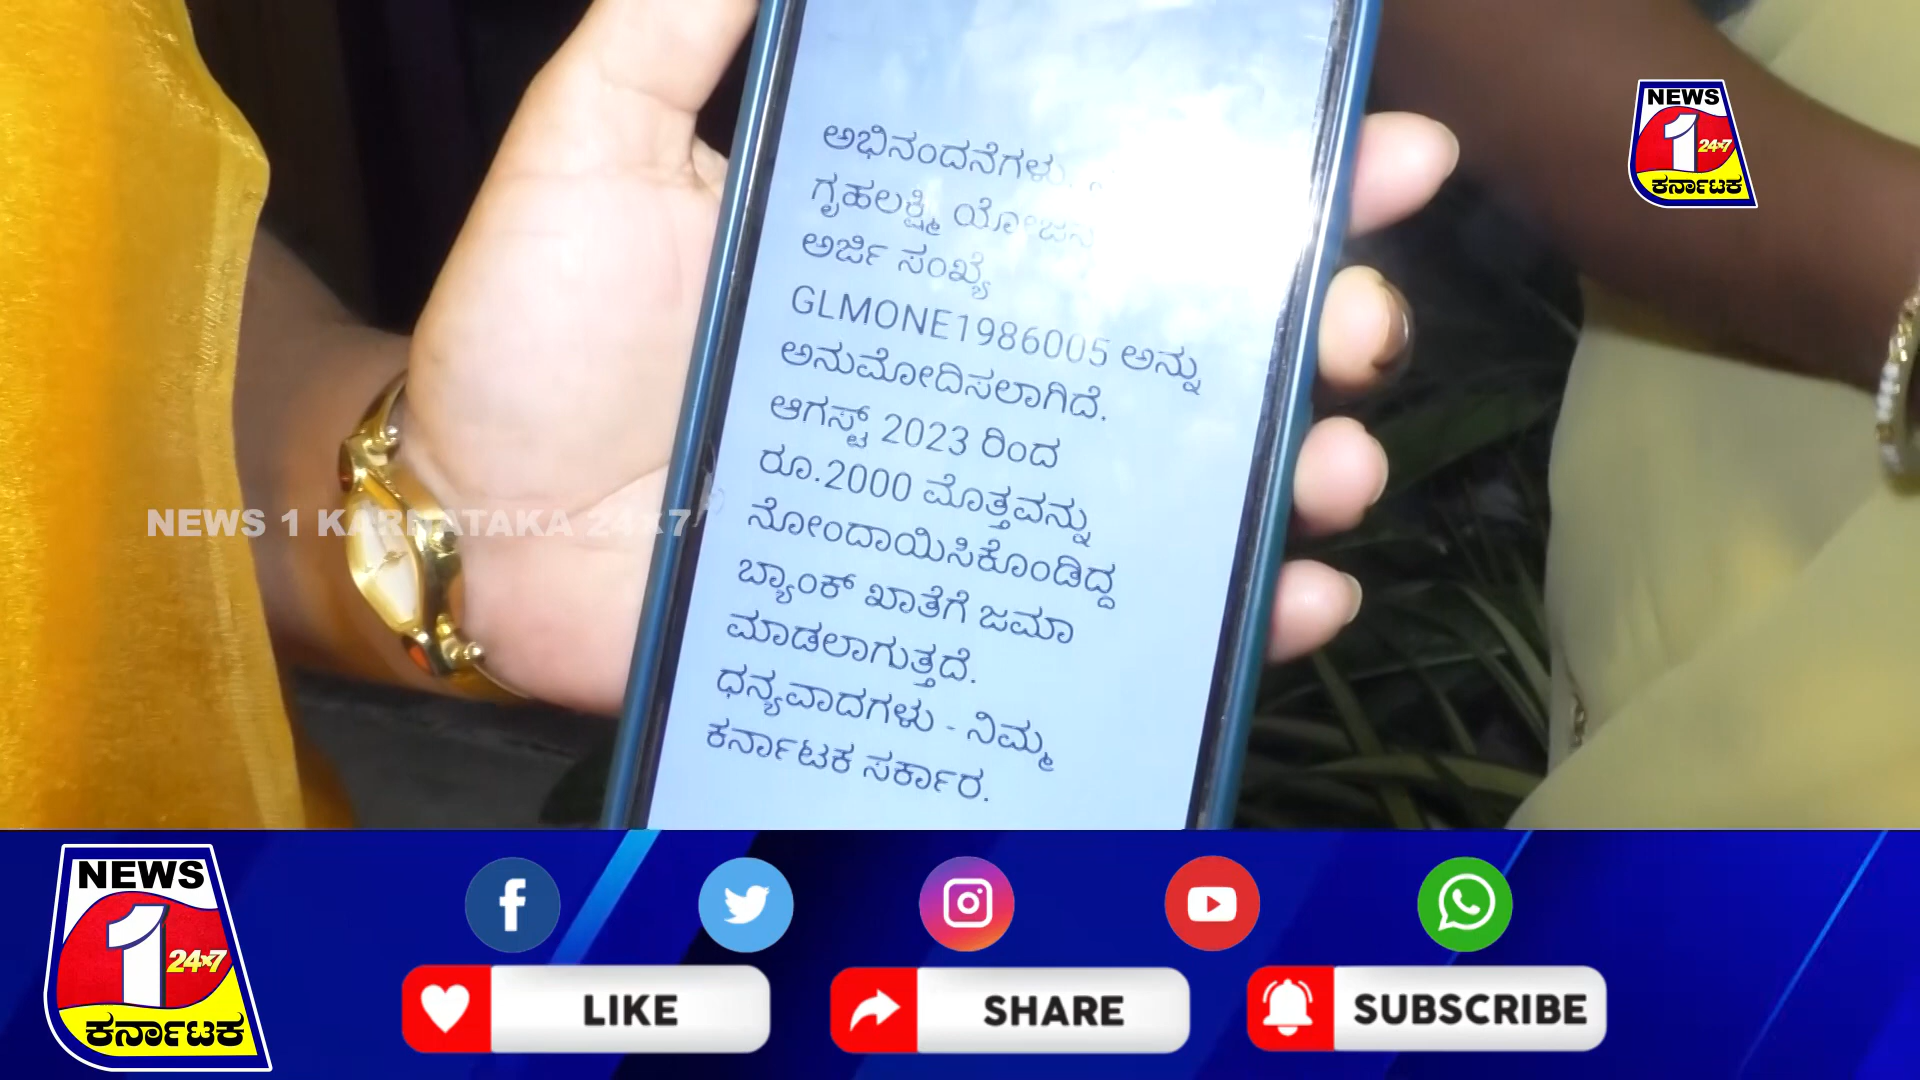 NEWS
1
24x7
ಕರ್ನಾಟಕ
ಅಭಿನಂದನೆಗಳು.
ಗೃಹಲಕ್ಷ್ಮಿ
ಅರ್ಜಿ ಸಂಖ್ಯೆ
GLMONE1986005 ಅನ್ನು
ಅನುಮೋದಿಸಲಾಗಿದೆ.
ಆಗಸ್ಟ್ 2023 ರಿಂದ
ರೂ.2000 ಮೊತ್ತವನ್ನು
ನೋಂದಾಯಿಸಿಕೊಂಡಿದ್ದ
ಬ್ಯಾಂಕ್ ಖಾತೆಗೆ ಜಮಾ
ಮಾಡಲಾಗುತ್ತದೆ.
ಧನ್ಯವಾದಗಳು - ನಿಮ್ಮ
ಕರ್ನಾಟಕ ಸರ್ಕಾರ.
NEWS 1 KARNATAKA 24x7
NEWS
1
24x7
ಕರ್ನಾಟಕ
LIKE
SHARE
SUBSCRIBE